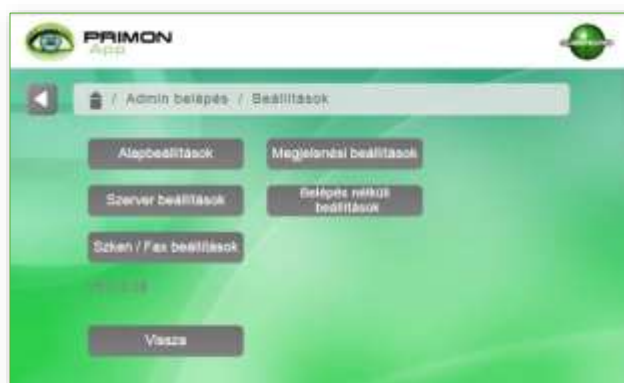 PRIMON
App
/ Admin belépés / Beállítások
Alapbeállítások
Megjelenési beállítások
Szerver beállítások
Belépés nélküli
beállítások
Szken / Fax beállítások
Vissza